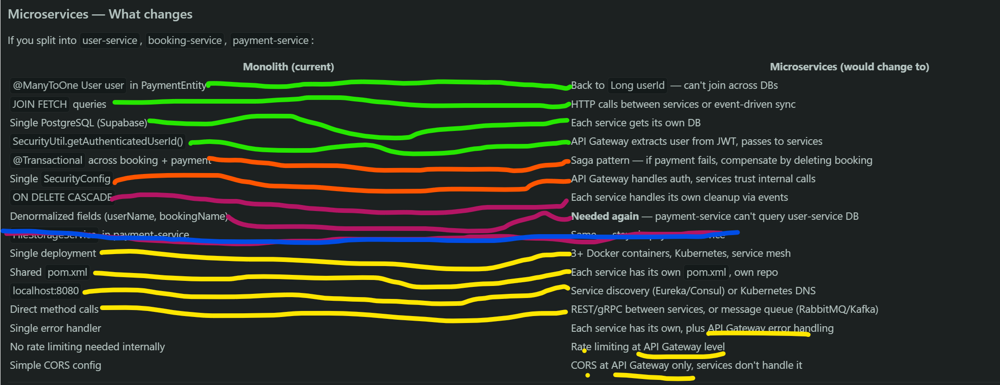 Microservices — What changes
If you split into user-service, booking-service, payment-service:
Monolith (current) Microservices (would change to)
@ManyToOne User user in PaymentEntity Back to Long userId — can't join across DBs
JOIN FETCH queries HTTP calls between services or event-driven sync
Single PostgreSQL (Supabase) Each service gets its own DB
SecurityUtil.getAuthenticatedUserId() API Gateway extracts user from JWT, passes to services
@Transactional across booking + payment Saga pattern — if payment fails, compensate by deleting booking
Single SecurityConfig API Gateway handles auth, services trust internal calls
ON DELETE CASCADE Each service handles its own cleanup via events
Denormalized fields (userName, bookingName) Needed again — payment-service can't query user-service DB
FileStorageService in payment-service Same —
Single deployment 3+ Docker containers, Kubernetes, service mesh
Shared pom.xml Each service has its own pom.xml, own repo
localhost:8080 Service discovery (Eureka/Consul) or Kubernetes DNS
Direct method calls REST/gRPC between services, or message queue (RabbitMQ/Kafka)
Single error handler Each service has its own, plus API Gateway error handling
No rate limiting needed internally Rate limiting at API Gateway level
Simple CORS config CORS at API Gateway only, services don't handle it